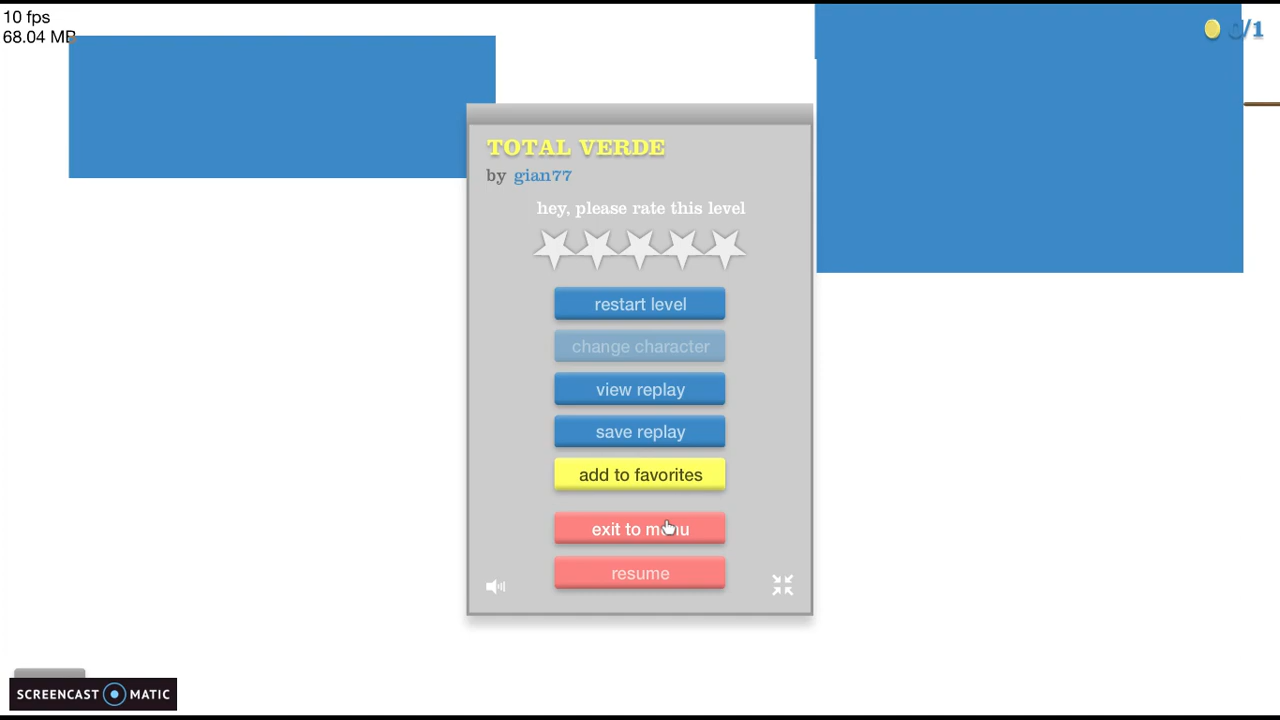 10 fps
68.04 MB
/1
TOTAL VERDE
by gian77
hey, please rate this level
restart level
change character
view replay
save replay
add to favorites
exit to menu
resume
SCREENCAST MATIC